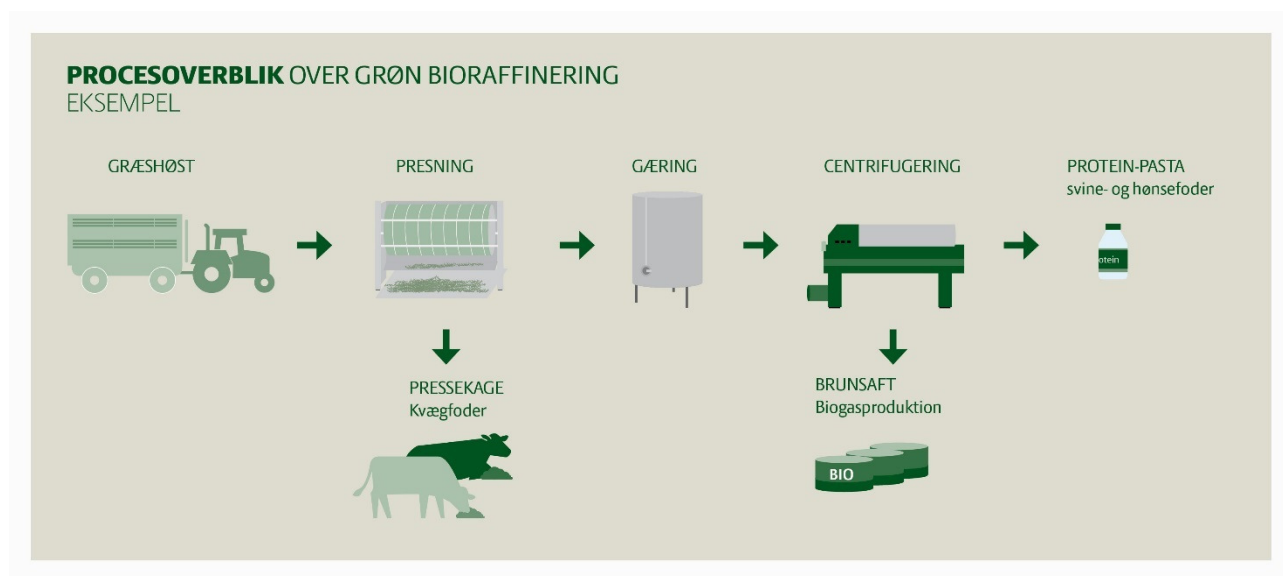 PROCESOVERBLIK OVER GRØN BIORAFFINERING
EKSEMPEL
GRÆSHØST
PRESNING
GÆRING
CENTRIFUGERING
PROTEIN-PASTA
svine- og hønsefoder
otein
PRESSEKAGE
Kvægfoder
BRUNSAFT
Biogasproduktion
BIO